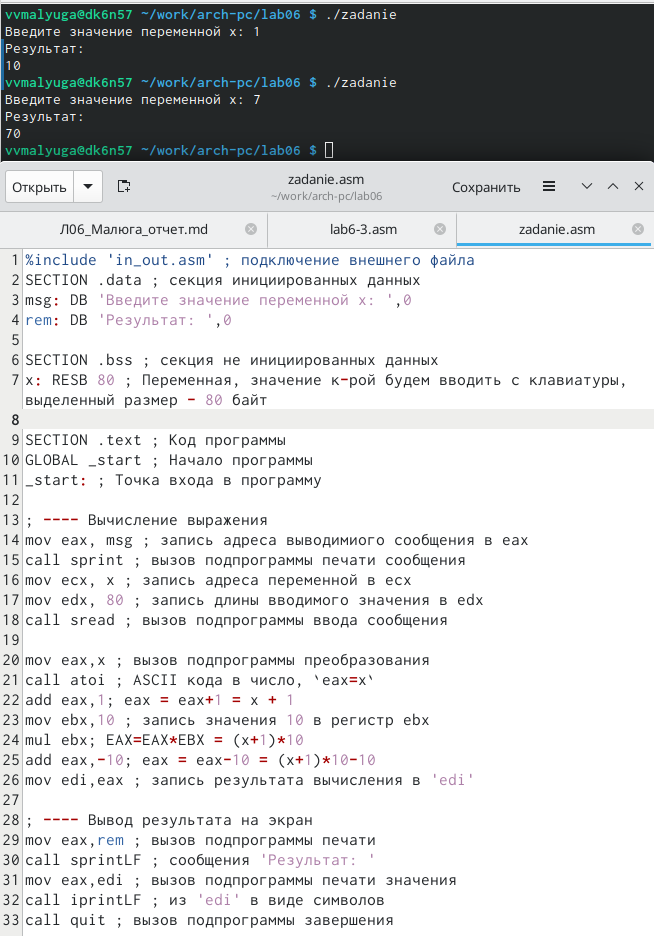 vvmalyuga@dk6n57 ~/work/arch-pc/lab06 $ ./zadanie
Введите значение переменной x: 1
Результат:
10
vvmalyuga@dk6n57 ~/work/arch-pc/lab06 $ ./zadanie
Введите значение переменной x: 7
Результат:
70
vvmalyuga@dk6n57 ~/work/arch-pc/lab06 $
Открыть zadanie.asm Сохранить
~/work/arch-pc/lab06
Л06_Малюга_отчет.md lab6-3.asm zadanie.asm
1 %include 'in_out.asm' ; подключение внешнего файла
2 SECTION .data ; секция инициированных данных
3 msg: DB 'Введите значение переменной x: ',0
4 rem: DB 'Результат: ',0
5
6 SECTION .bss ; секция не инициированных данных
7 x: RESB 80 ; Переменная, значение к-рой будем вводить с клавиатуры,
выделенный размер - 80 байт
8
9 SECTION .text ; Код программы
10 GLOBAL _start ; Начало программы
11 _start: ; Точка входа в программу
12
13 ; ---- Вычисление выражения
14 mov eax, msg ; запись адреса выводимиого сообщения в eax
15 call sprint ; вызов подпрограммы печати сообщения
16 mov ecx, x ; запись адреса переменной в ecx
17 mov edx, 80 ; запись длины вводимого значения в edx
18 call sread ; вызов подпрограммы ввода сообщения
19
20 mov eax,x ; вызов подпрограммы преобразования
21 call atoi ; ASCII кода в число, `eax=x`
22 add eax,1; eax = eax+1 = x + 1
23 mov ebx,10 ; запись значения 10 в регистр ebx
24 mul ebx; EAX=EAX*EBX = (x+1)*10
25 add eax,-10; eax = eax-10 = (x+1)*10-10
26 mov edi,eax ; запись результата вычисления в 'edi'
27
28 ; ---- Вывод результата на экран
29 mov eax,rem ; вызов подпрограммы печати
30 call sprintLF ; сообщения 'Результат: '
31 mov eax,edi ; вызов подпрограммы печати значения
32 call iprintLF ; из 'edi' в виде символов
33 call quit ; вызов подпрограммы завершения